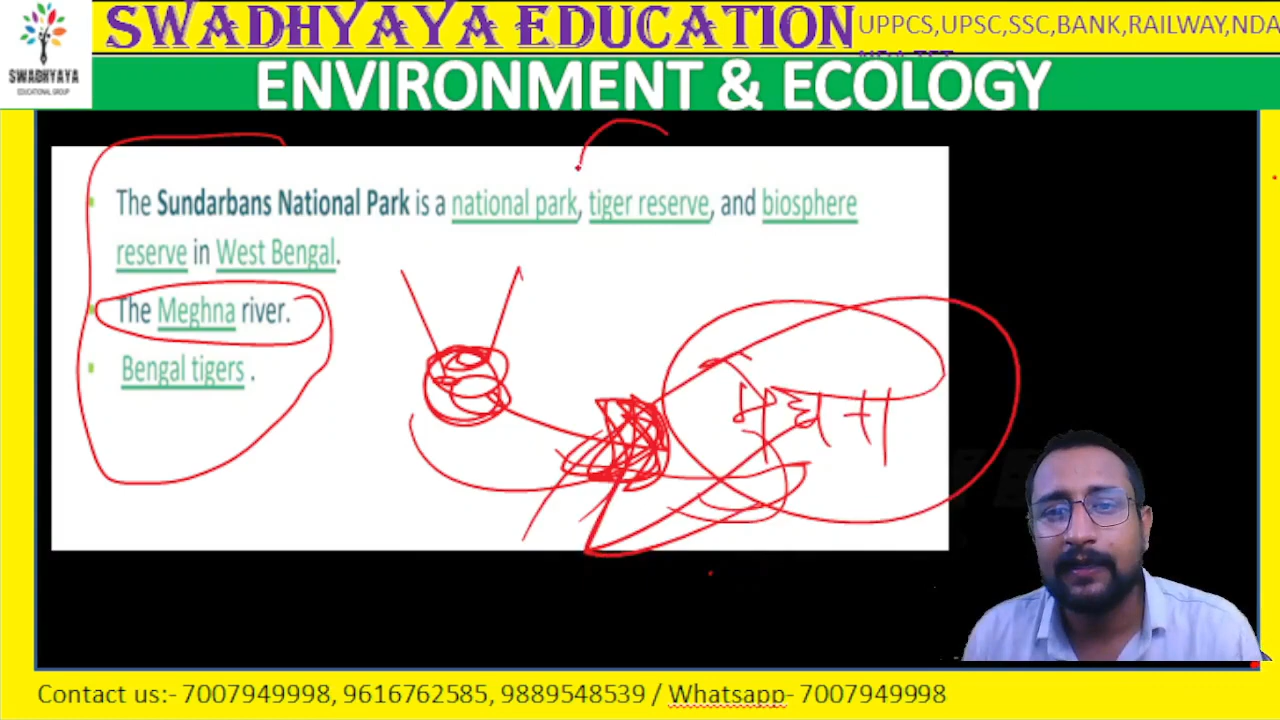 SWADHYAYA EDUCATION
UPPCS,UPSC,SSC,BANK,RAILWAY,NDA
SWADHYAYA
EDUCATIONAL GROUP
ENVIRONMENT & ECOLOGY
The Sundarbans National Park is a national park, tiger reserve, and biosphere
reserve in West Bengal.
The Meghna river.
Bengal tigers .
Contact us:- 7007949998, 9616762585, 9889548539 / Whatsapp- 7007949998